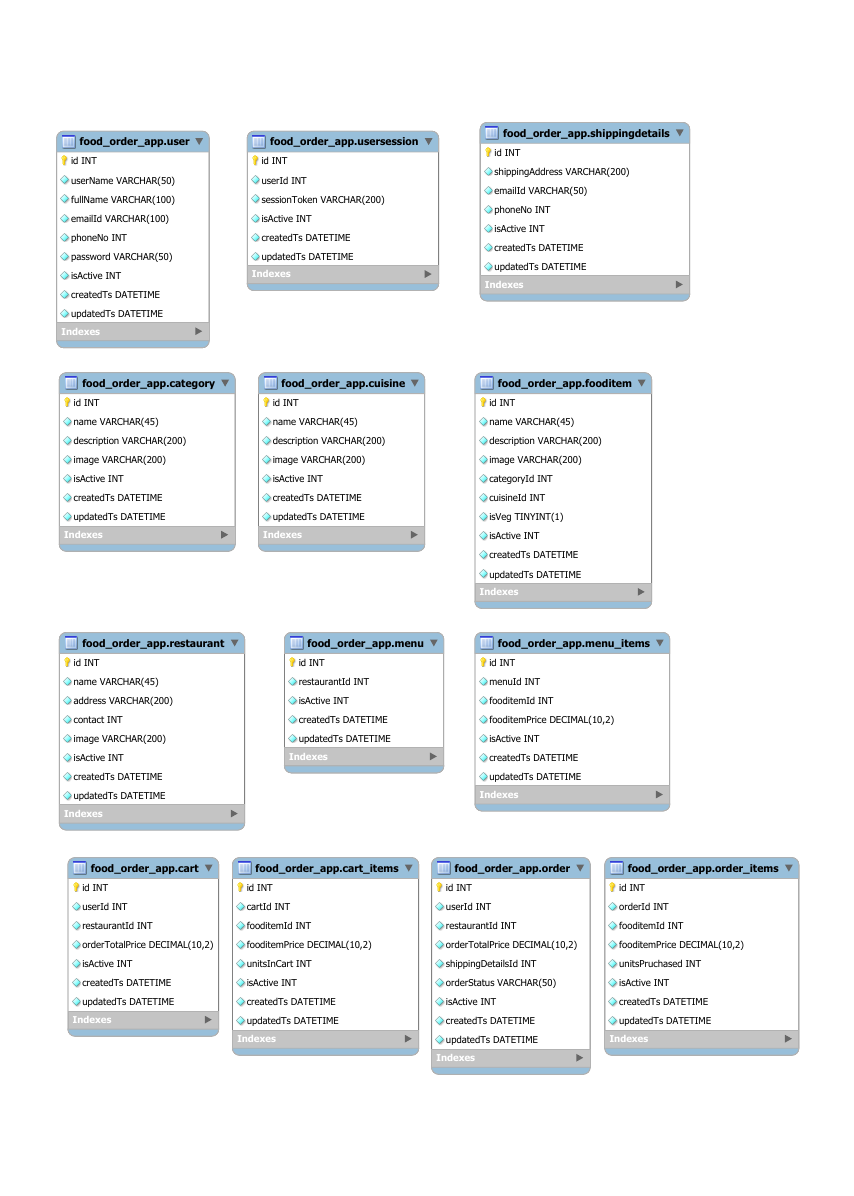 food_order_app.user
id INT
userName VARCHAR(50)
fullName VARCHAR(100)
emailId VARCHAR(100)
phoneNo INT
password VARCHAR(50)
isActive INT
createdTs DATETIME
updatedTs DATETIME
Indexes
food_order_app.usersession
id INT
userId INT
sessionToken VARCHAR(200)
isActive INT
createdTs DATETIME
updatedTs DATETIME
Indexes
food_order_app.shippingdetails
id INT
shippingAddress VARCHAR(200)
emailId VARCHAR(50)
phoneNo INT
isActive INT
createdTs DATETIME
updatedTs DATETIME
Indexes
food_order_app.category
id INT
name VARCHAR(45)
description VARCHAR(200)
image VARCHAR(200)
isActive INT
createdTs DATETIME
updatedTs DATETIME
Indexes
food_order_app.cuisine
id INT
name VARCHAR(45)
description VARCHAR(200)
image VARCHAR(200)
isActive INT
createdTs DATETIME
updatedTs DATETIME
Indexes
food_order_app.fooditem
id INT
name VARCHAR(45)
description VARCHAR(200)
image VARCHAR(200)
categoryId INT
cuisineId INT
isVeg TINYINT(1)
isActive INT
createdTs DATETIME
updatedTs DATETIME
Indexes
food_order_app.restaurant
id INT
name VARCHAR(45)
address VARCHAR(200)
contact INT
image VARCHAR(200)
isActive INT
createdTs DATETIME
updatedTs DATETIME
Indexes
food_order_app.menu
id INT
restaurantId INT
isActive INT
createdTs DATETIME
updatedTs DATETIME
Indexes
food_order_app.menu_items
id INT
menuId INT
fooditemId INT
fooditemPrice DECIMAL(10,2)
isActive INT
createdTs DATETIME
updatedTs DATETIME
Indexes
food_order_app.cart
id INT
userId INT
restaurantId INT
orderTotalPrice DECIMAL(10,2)
isActive INT
createdTs DATETIME
updatedTs DATETIME
Indexes
food_order_app.cart_items
id INT
cartId INT
fooditemId INT
fooditemPrice DECIMAL(10,2)
unitsInCart INT
isActive INT
createdTs DATETIME
updatedTs DATETIME
Indexes
food_order_app.order
id INT
userId INT
restaurantId INT
orderTotalPrice DECIMAL(10,2)
shippingDetailsId INT
orderStatus VARCHAR(50)
isActive INT
createdTs DATETIME
updatedTs DATETIME
Indexes
food_order_app.order_items
id INT
orderId INT
fooditemId INT
fooditemPrice DECIMAL(10,2)
unitsPruchased INT
isActive INT
createdTs DATETIME
updatedTs DATETIME
Indexes